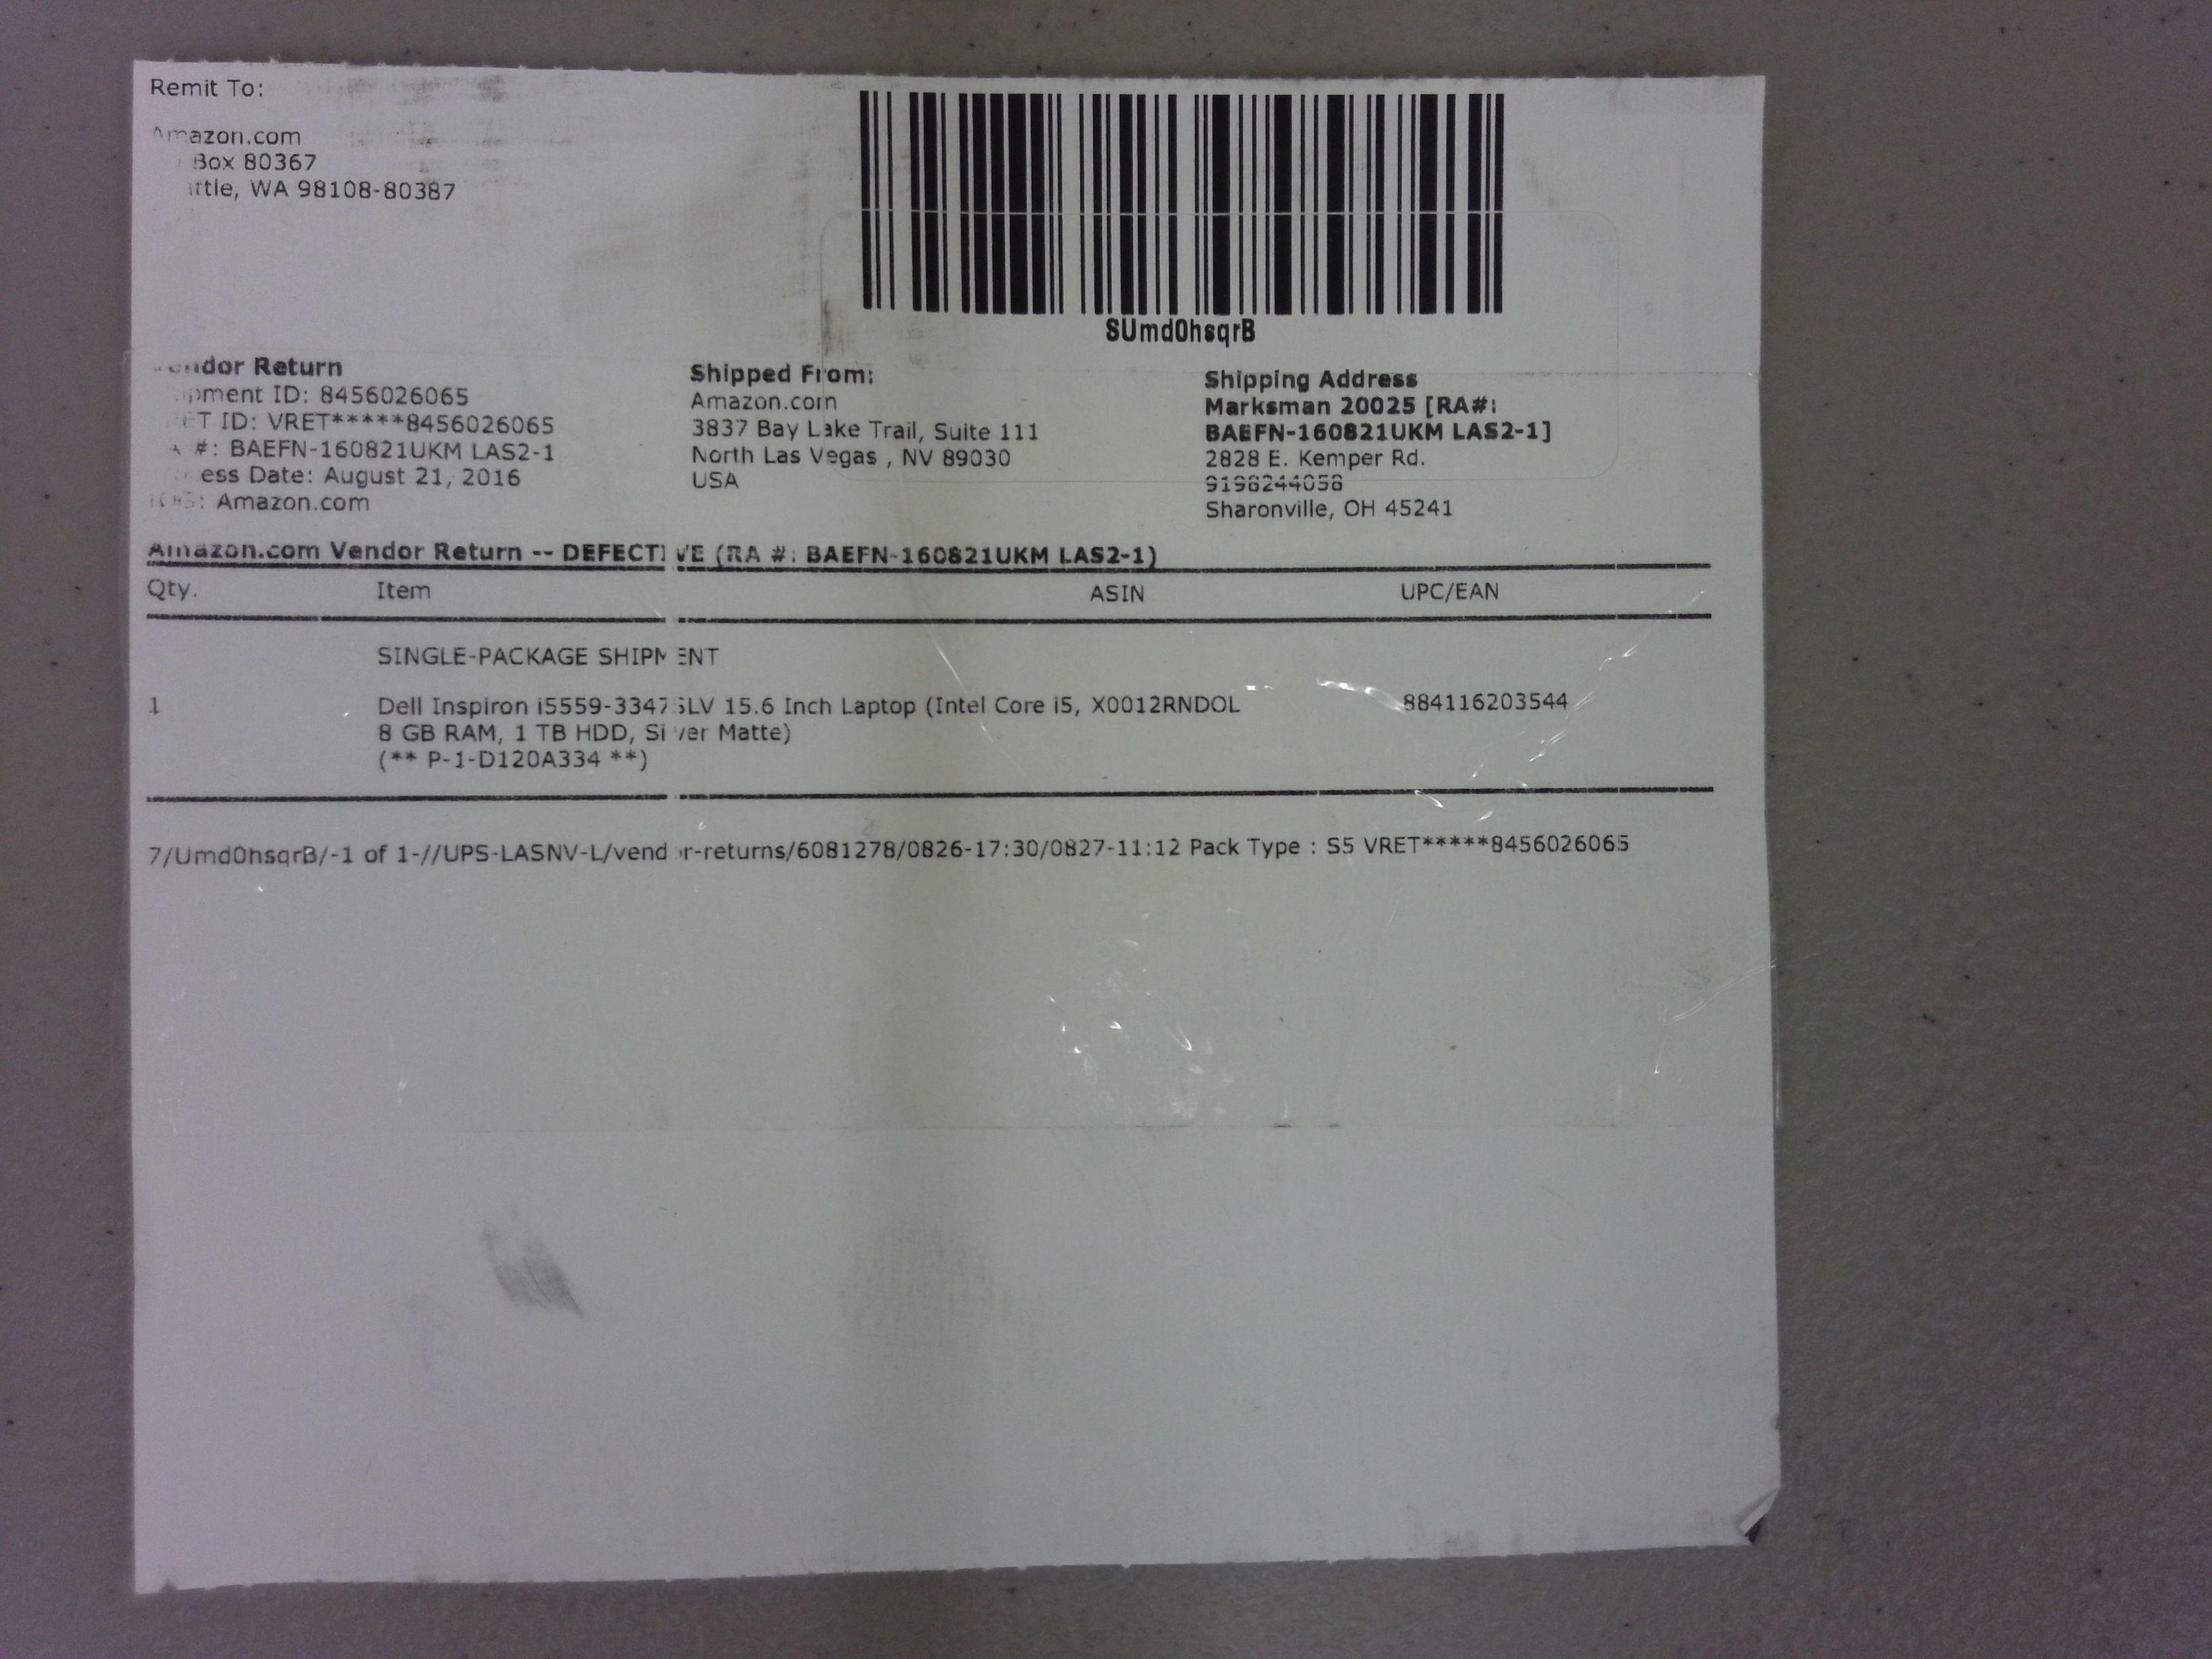 Remit To:
Amazon.com
Box 80367
WA 98108-80387
SUmd0hsqrB
Vendor Return
ID: 8456026065
ID: VRET*****8456026065
#: BAEFN-160821UKM LAS2-1
Date: August 21, 2016
Amazon.com
Shipped From:
Amazon.com
3837 Bay Lake Trail, Suite 111
North Las Vegas , NV 89030
USA
Shipping Address
Marksman 20025 [RA#:
BAEFN-160821UKM LAS2-1]
2828 E. Kemper Rd.
9198244058
Sharonville, OH 45241
Amazon.com Vendor Return -- DEFECTIVE (RA #: BAEFN-160821UKM LAS2-1)
Qty. Item ASIN UPC/EAN
SINGLE-PACKAGE SHIPMENT
1 Dell Inspiron i5559-3347SLV 15.6 Inch Laptop (Intel Core i5, X0012RNDOL 884116203544
8 GB RAM, 1 TB HDD, Silver Matte)
(** P-1-D120A334 **)
7/Umd0hsqrB/-1 of 1-//UPS-LASNV-L/vendor-returns/6081278/0826-17:30/0827-11:12 Pack Type : S5 VRET*****8456026065